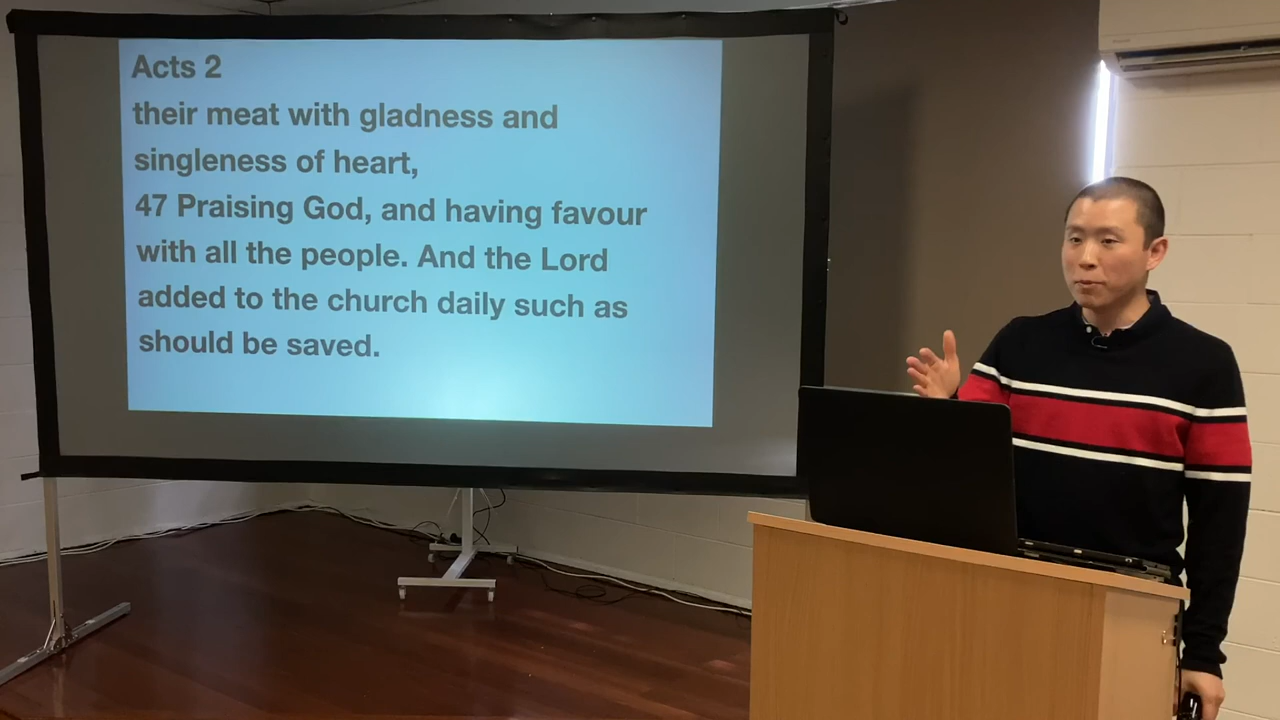 Acts 2
their meat with gladness and
singleness of heart,
47 Praising God, and having favour
with all the people. And the Lord
added to the church daily such as
should be saved.